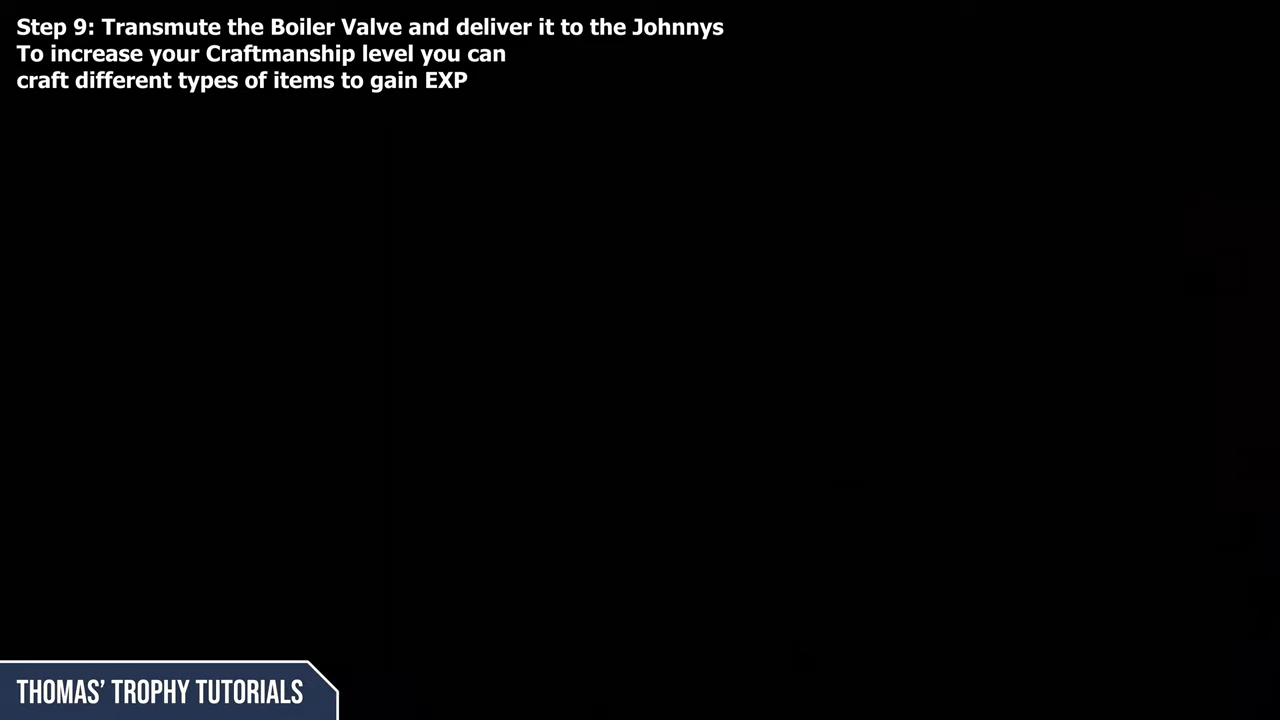 Step 9: Transmute the Boiler Valve and deliver it to the Johnnys
To increase your Craftmanship level you can
craft different types of items to gain EXP
THOMAS' TROPHY TUTORIALS